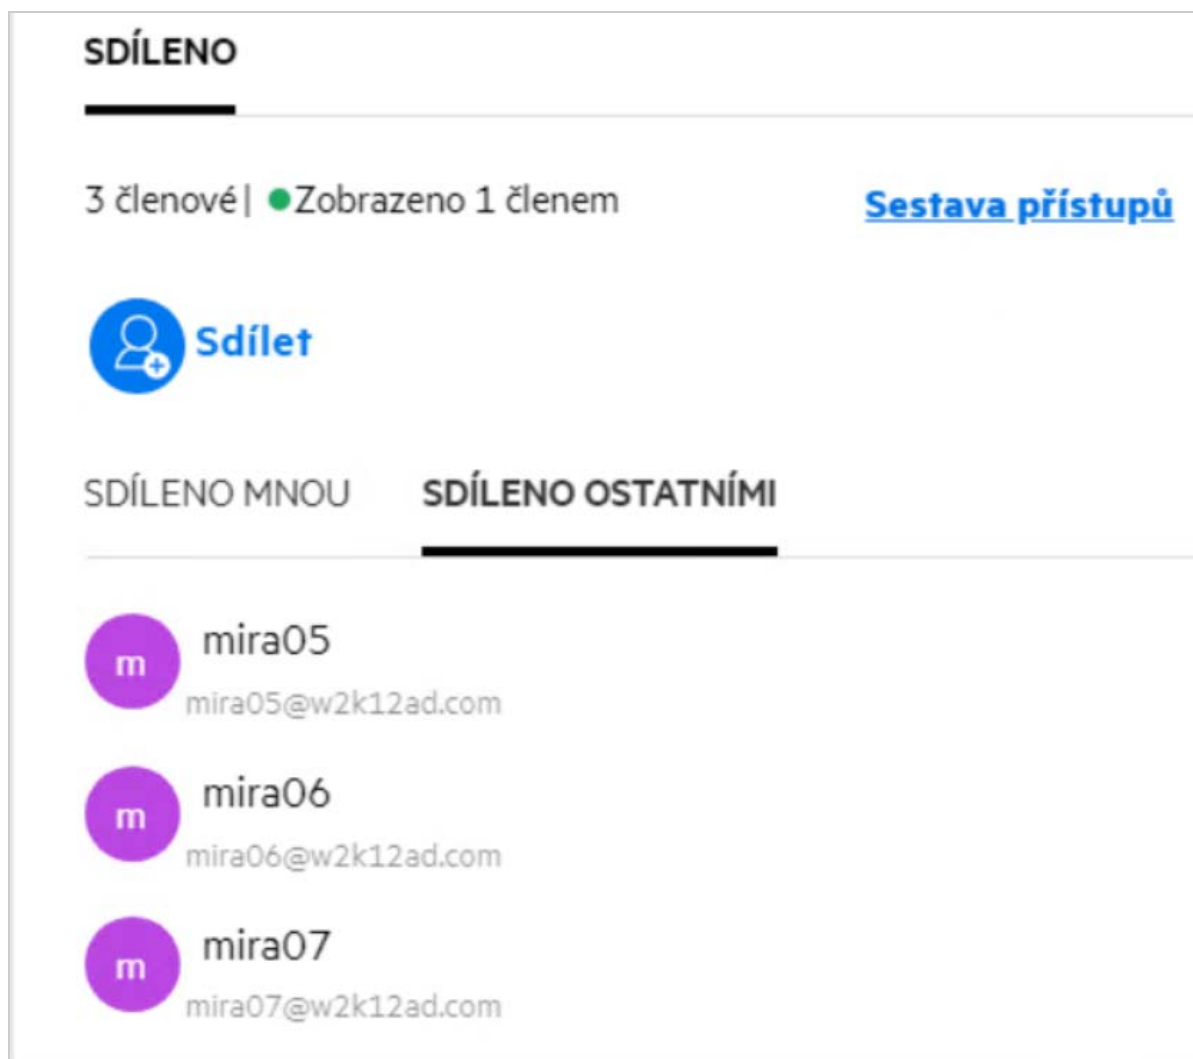 SDÍLENO
3 členové| Zobrazeno 1 členem Sestava přístupů
Sdílet
SDÍLENO MNOU SDÍLENO OSTATNÍMI
m mira05
mira05@w2k12ad.com
m mira06
mira06@w2k12ad.com
m mira07
mira07@w2k12ad.com